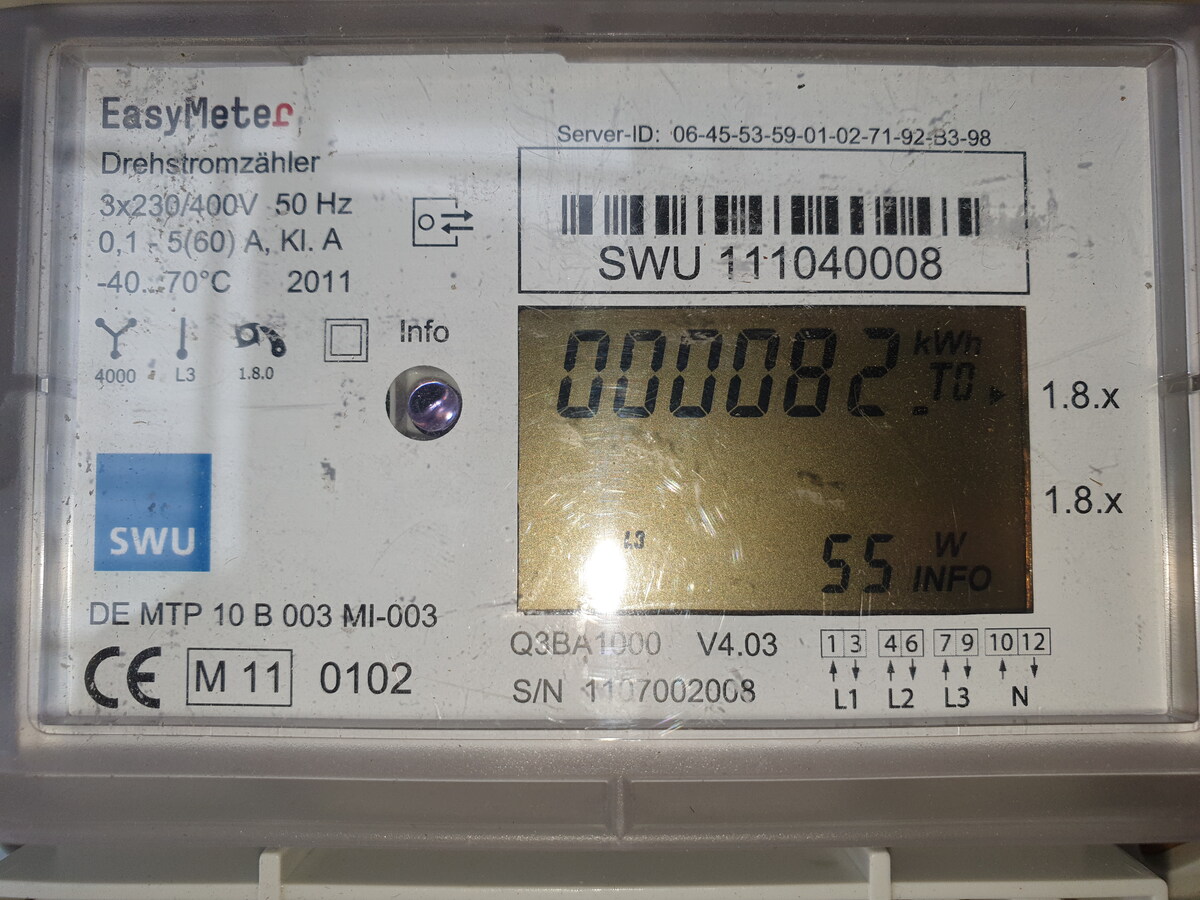 EasyMeter
Drehstromzähler
3x230/400V 50 Hz
0,1 - 5(60) A, Kl. A
-40...70°C 2011
4000 L3 1.8.0
Info
SWU
DE MTP 10 B 003 MI-003
CE M 11 0102
Server-ID: 06-45-53-59-01-02-71-92-B3-98
SWU 111040008
000082. kWh
T0
1.8.x
1.8.x
L3
55 W
INFO
Q3BA1000 V4.03
S/N 1107002008
1 3 4 6 7 9 10 12
L1 L2 L3 N